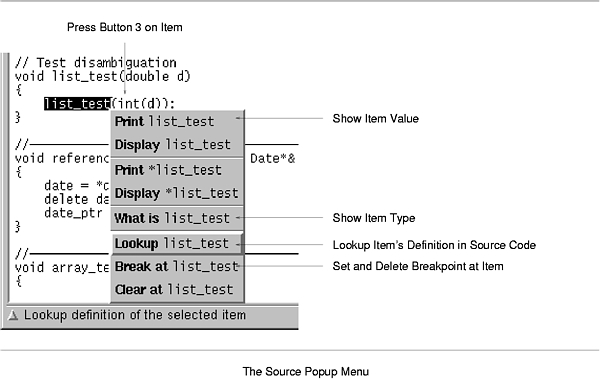 Press Button 3 on Item
// Test disambiguation
void list_test(double d)
{
list_test(int(d));
}
Print list_test
Show Item Value
Display list_test
//
void referenc
Date*&
{
Print *list_test
date = *d
Display *list_test
delete da
date_ptr
What is list_test
Show Item Type
}
Lookup list_test
Lookup Item's Definition in Source Code
//
void array_te
Break at list_test
Set and Delete Breakpoint at Item
{
Clear at list_test
Lookup definition of the selected item
The Source Popup Menu